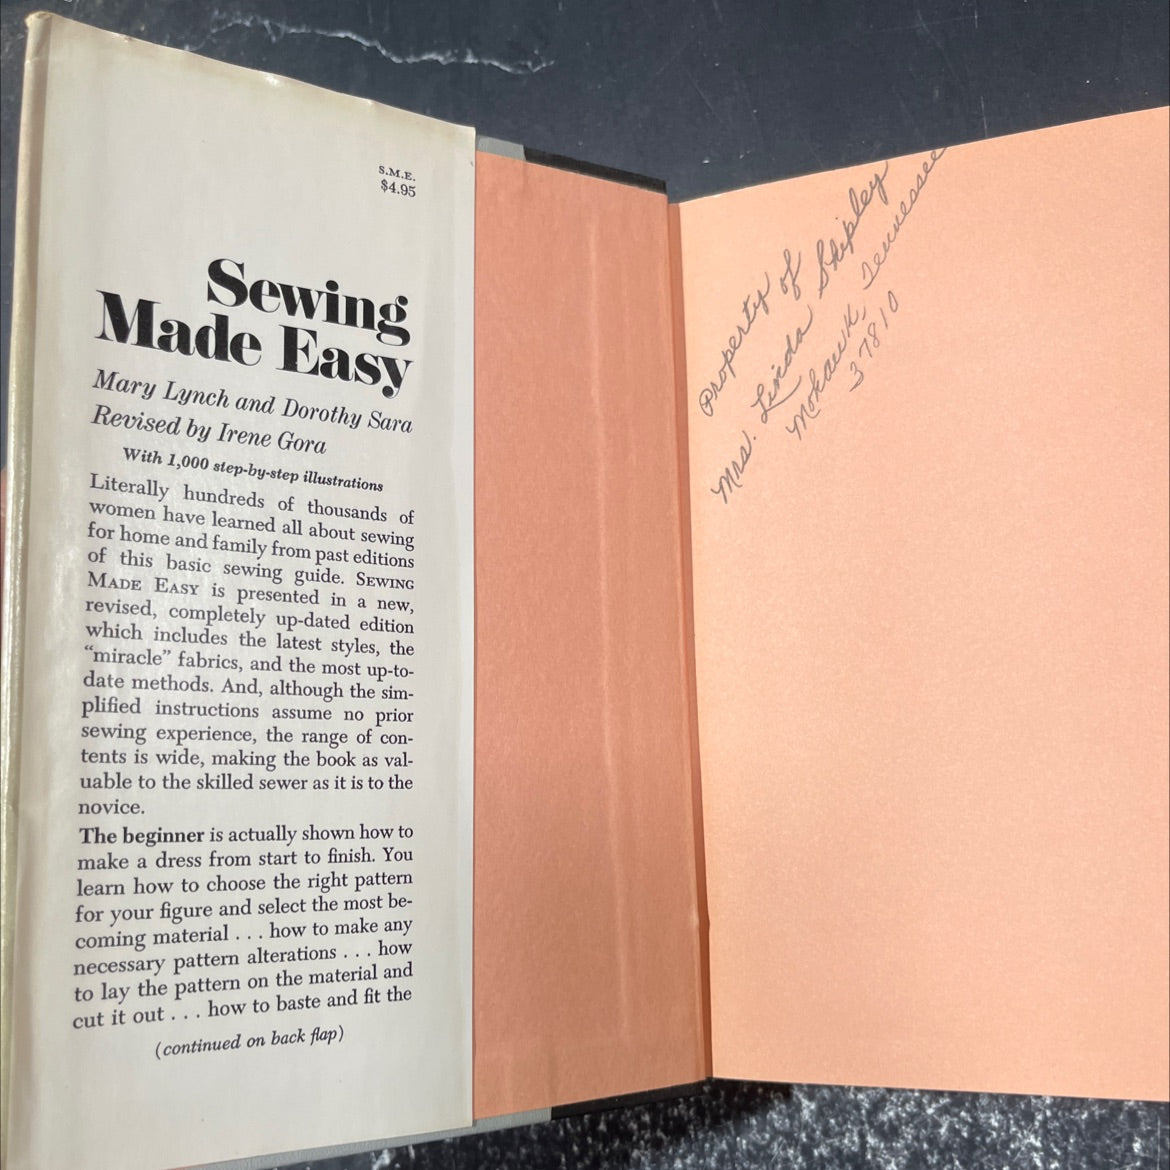 S.M.E.
$4.95
Sewing
Made Easy
Mary Lynch and Dorothy Sara
Revised by Irene Gora
With 1,000 step-by-step illustrations
Literally hundreds of thousands of
women have learned all about sewing
for home and family from past editions
of this basic sewing guide. SEWING
MADE EASY is presented in a new,
revised, completely up-dated edition
which includes the latest styles, the
“miracle” fabrics, and the most up-to-
date methods. And, although the sim-
plified instructions assume no prior
sewing experience, the range of con-
tents is wide, making the book as val-
uable to the skilled sewer as it is to the
novice.
The beginner is actually shown how to
make a dress from start to finish. You
learn how to choose the right pattern
for your figure and select the most be-
coming material . . . how to make any
necessary pattern alterations . . . how
to lay the pattern on the material and
cut it out . . . how to baste and fit the
(continued on back flap)
Property of
Mrs. Linda Shipley
Mohawk, Tennessee
37810